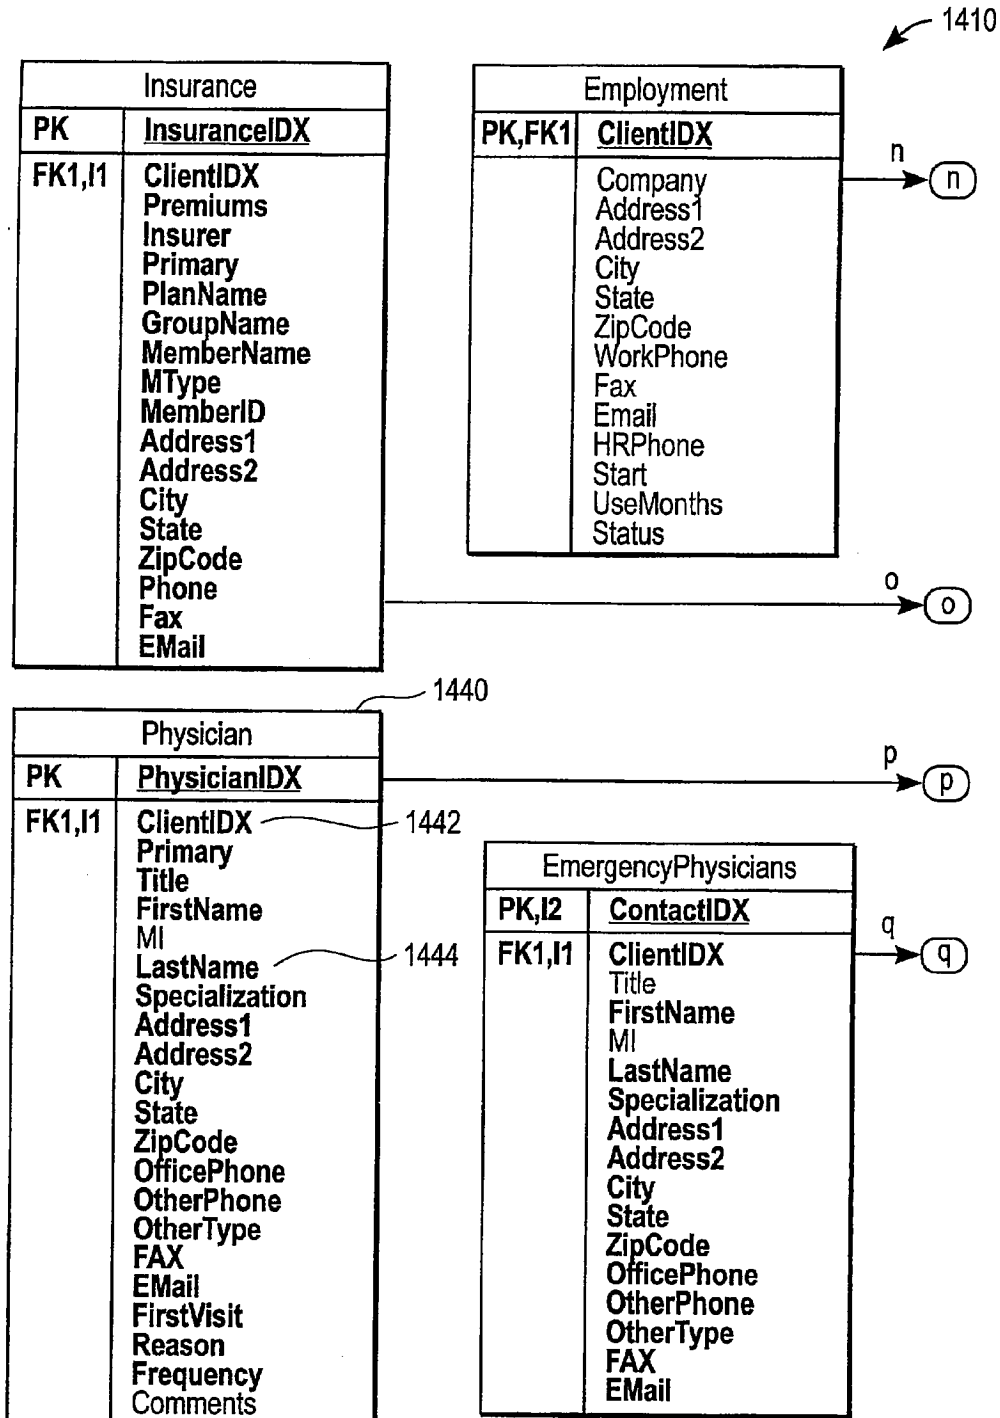 1410
Insurance
PK InsuranceIDX
FK1,I1 ClientIDX
Premiums
Insurer
Primary
PlanName
GroupName
MemberName
MType
MemberID
Address1
Address2
City
State
ZipCode
Phone
Fax
EMail
Employment
PK,FK1 ClientIDX
Company
Address1
Address2
City
State
ZipCode
WorkPhone
Fax
Email
HRPhone
Start
UseMonths
Status
n
n
o
o
1440
Physician
PK PhysicianIDX
FK1,I1 ClientIDX
1442
Primary
Title
FirstName
MI
LastName
1444
Specialization
Address1
Address2
City
State
ZipCode
OfficePhone
OtherPhone
OtherType
FAX
EMail
FirstVisit
Reason
Frequency
Comments
p
p
EmergencyPhysicians
PK,I2 ContactIDX
FK1,I1 ClientIDX
Title
FirstName
MI
LastName
Specialization
Address1
Address2
City
State
ZipCode
OfficePhone
OtherPhone
OtherType
FAX
EMail
q
q